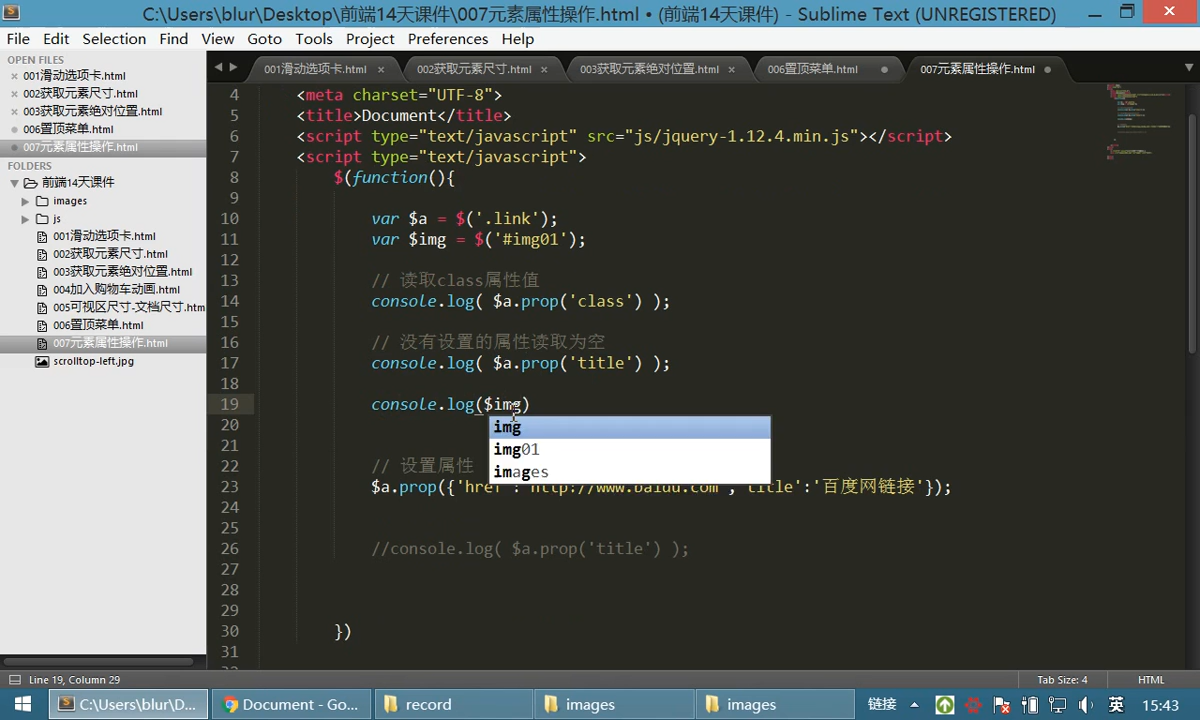 C:\Users\blur\Desktop\前端14天课件\007元素属性操作.html • (前端14天课件) - Sublime Text (UNREGISTERED)
File Edit Selection Find View Goto Tools Project Preferences Help
OPEN FILES
001滑动选项卡.html
002获取元素尺寸.html
003获取元素绝对位置.html
006置顶菜单.html
007元素属性操作.html
FOLDERS
前端14天课件
images
js
001滑动选项卡.html
002获取元素尺寸.html
003获取元素绝对位置.html
004加入购物车动画.html
005可视区尺寸-文档尺寸.htm
006置顶菜单.html
007元素属性操作.html
scrolltop-left.jpg
001滑动选项卡.html 002获取元素尺寸.html 003获取元素绝对位置.html 006置顶菜单.html 007元素属性操作.html
4 <meta charset="UTF-8">
5 <title>Document</title>
6 <script type="text/javascript" src="js/jquery-1.12.4.min.js"></script>
7 <script type="text/javascript">
8 $(function(){
9
10 var $a = $('.link');
11 var $img = $('#img01');
12
13 // 读取class属性值
14 console.log( $a.prop('class') );
15
16 // 没有设置的属性读取为空
17 console.log( $a.prop('title') );
18
19 console.log($img)
img
img01
images
20
21
22 // 设置属性
23 $a.prop({'href':'http://www.baidu.com','title':'百度网链接'});
24
25
26 //console.log( $a.prop('title') );
27
28
29
30 })
31
Line 19, Column 29 Tab Size: 4 HTML
C:\Users\blur\D... Document - Go... record images images 链接 英 15:43